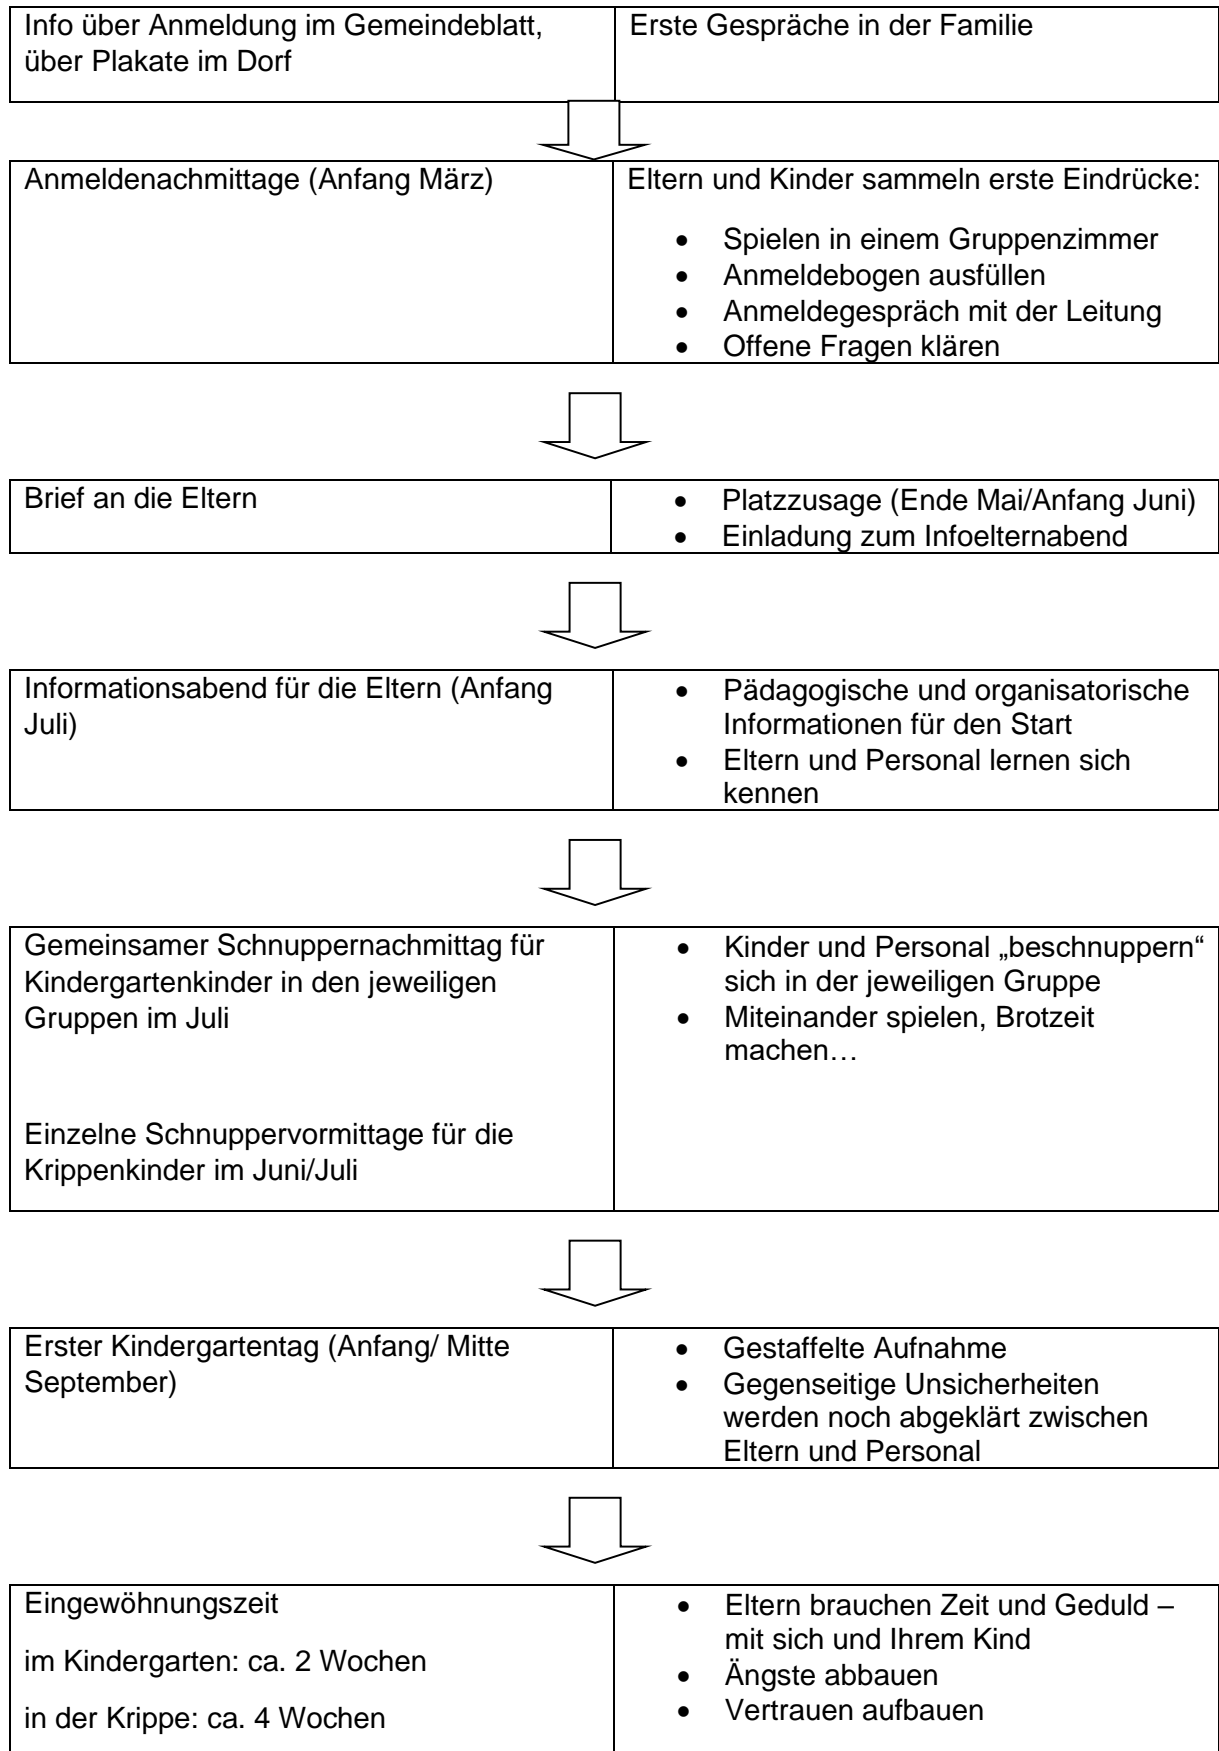 Info über Anmeldung im Gemeindeblatt,
über Plakate im Dorf
Erste Gespräche in der Familie
Anmeldenachmittage (Anfang März)
Eltern und Kinder sammeln erste Eindrücke:
• Spielen in einem Gruppenzimmer
• Anmeldebogen ausfüllen
• Anmeldegespräch mit der Leitung
• Offene Fragen klären
Brief an die Eltern
• Platzzusage (Ende Mai/Anfang Juni)
• Einladung zum Infoelternabend
Informationsabend für die Eltern (Anfang
Juli)
• Pädagogische und organisatorische
Informationen für den Start
• Eltern und Personal lernen sich
kennen
Gemeinsamer Schnuppernachmittag für
Kindergartenkinder in den jeweiligen
Gruppen im Juli
Einzelne Schnuppervormittage für die
Krippenkinder im Juni/Juli
• Kinder und Personal „beschnuppern“
sich in der jeweiligen Gruppe
• Miteinander spielen, Brotzeit
machen…
Erster Kindergartentag (Anfang/ Mitte
September)
• Gestaffelte Aufnahme
• Gegenseitige Unsicherheiten
werden noch abgeklärt zwischen
Eltern und Personal
Eingewöhnungszeit
im Kindergarten: ca. 2 Wochen
in der Krippe: ca. 4 Wochen
• Eltern brauchen Zeit und Geduld –
mit sich und Ihrem Kind
• Ängste abbauen
• Vertrauen aufbauen